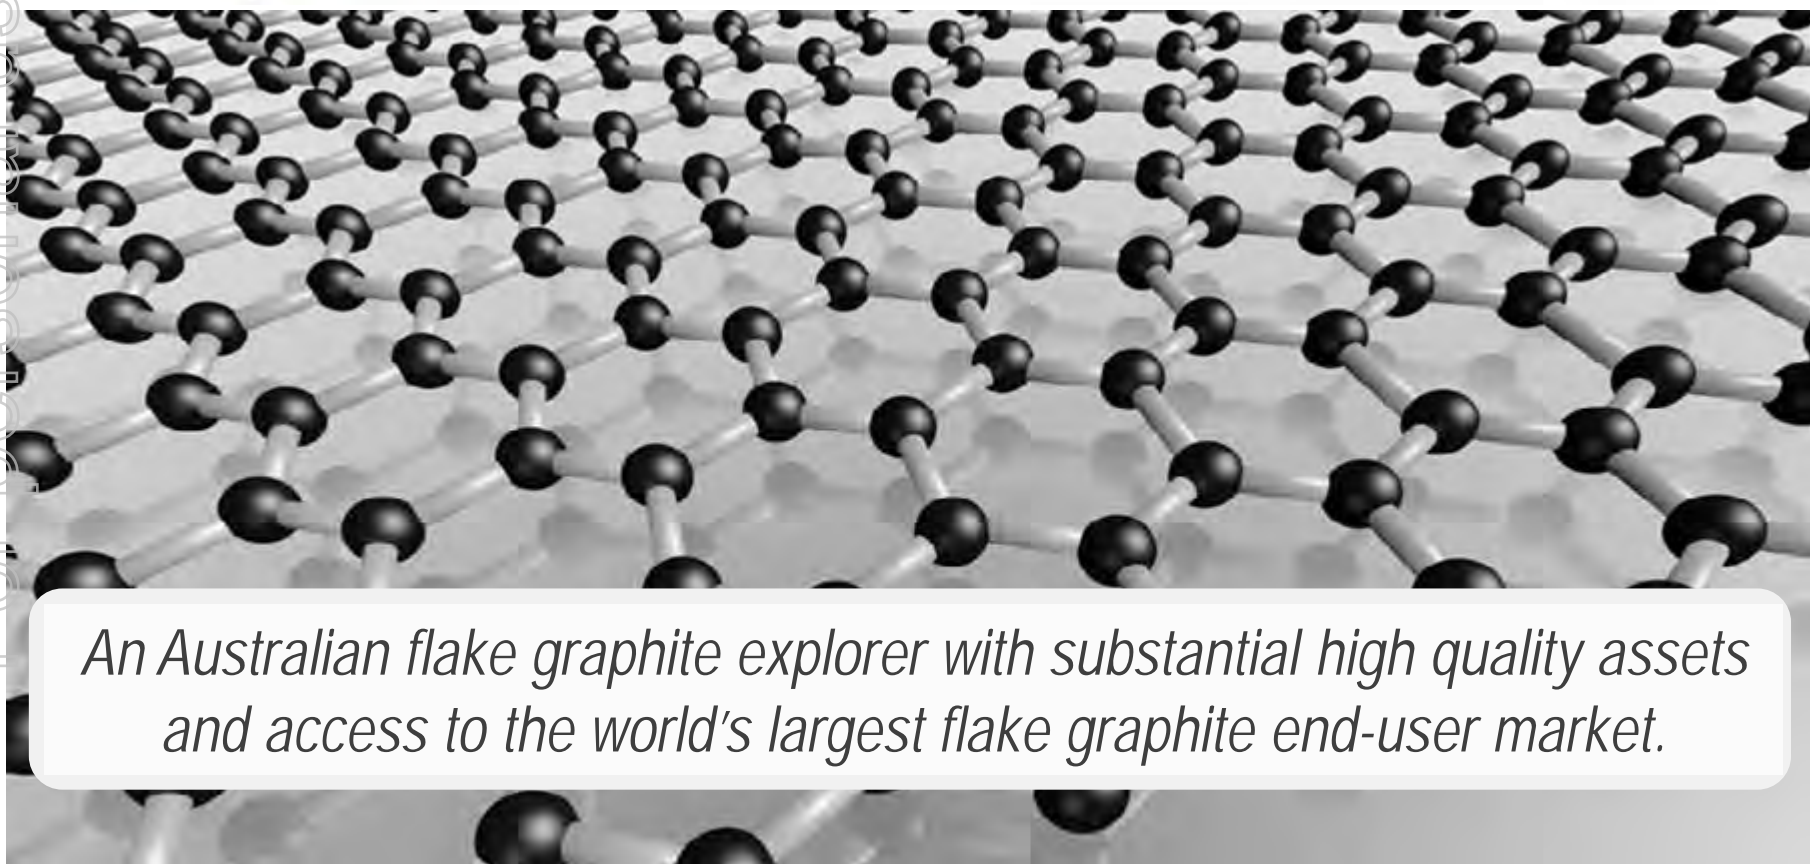 An Australian flake graphite explorer with substantial high quality assets
and access to the world's largest flake graphite end-user market.